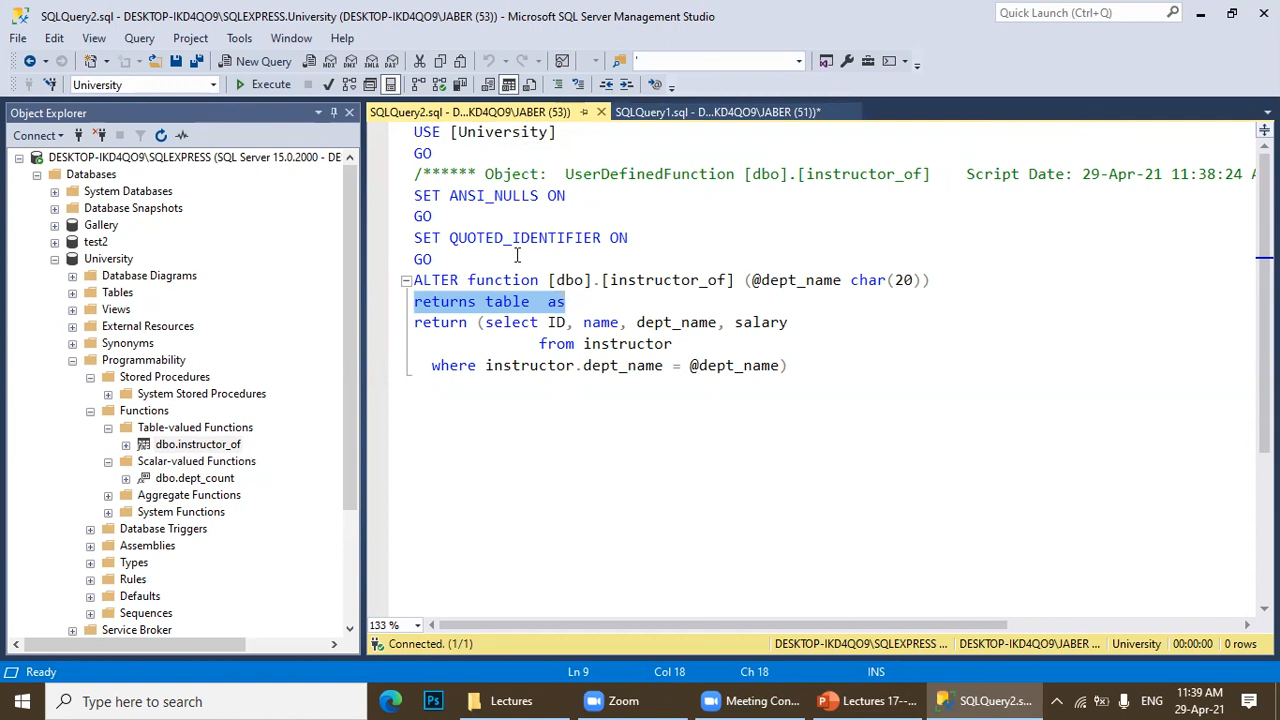 SQLQuery2.sql - DESKTOP-IKD4QO9\SQLEXPRESS.University (DESKTOP-IKD4QO9\JABER (53)) - Microsoft SQL Server Management Studio
Quick Launch (Ctrl+Q)
File Edit View Query Project Tools Window Help
New Query
MDX DMX XMLA DAX
'
University
Execute
Object Explorer
SQLQuery2.sql - D...KD4QO9\JABER (53))
SQLQuery1.sql - D...KD4QO9\JABER (51))*
Connect
DESKTOP-IKD4QO9\SQLEXPRESS (SQL Server 15.0.2000 - DE
Databases
System Databases
Database Snapshots
Gallery
test2
University
Database Diagrams
Tables
Views
External Resources
Synonyms
Programmability
Stored Procedures
System Stored Procedures
Functions
Table-valued Functions
dbo.instructor_of
Scalar-valued Functions
dbo.dept_count
Aggregate Functions
System Functions
Database Triggers
Assemblies
Types
Rules
Defaults
Sequences
Service Broker
USE [University]
GO
/****** Object:  UserDefinedFunction [dbo].[instructor_of]    Script Date: 29-Apr-21 11:38:24 A
SET ANSI_NULLS ON
GO
SET QUOTED_IDENTIFIER ON
GO
ALTER function [dbo].[instructor_of] (@dept_name char(20))
returns table  as
return (select ID, name, dept_name, salary
from instructor
where instructor.dept_name = @dept_name)
133 %
Connected. (1/1)
DESKTOP-IKD4QO9\SQLEXPRESS ...
DESKTOP-IKD4QO9\JABER ...
University
00:00:00
0 rows
Ready
Ln 9
Col 18
Ch 18
INS
Type here to search
Ps
Lectures
Zoom
Meeting Con...
Lectures 17--...
SQLQuery2.s...
ENG
11:39 AM
29-Apr-21